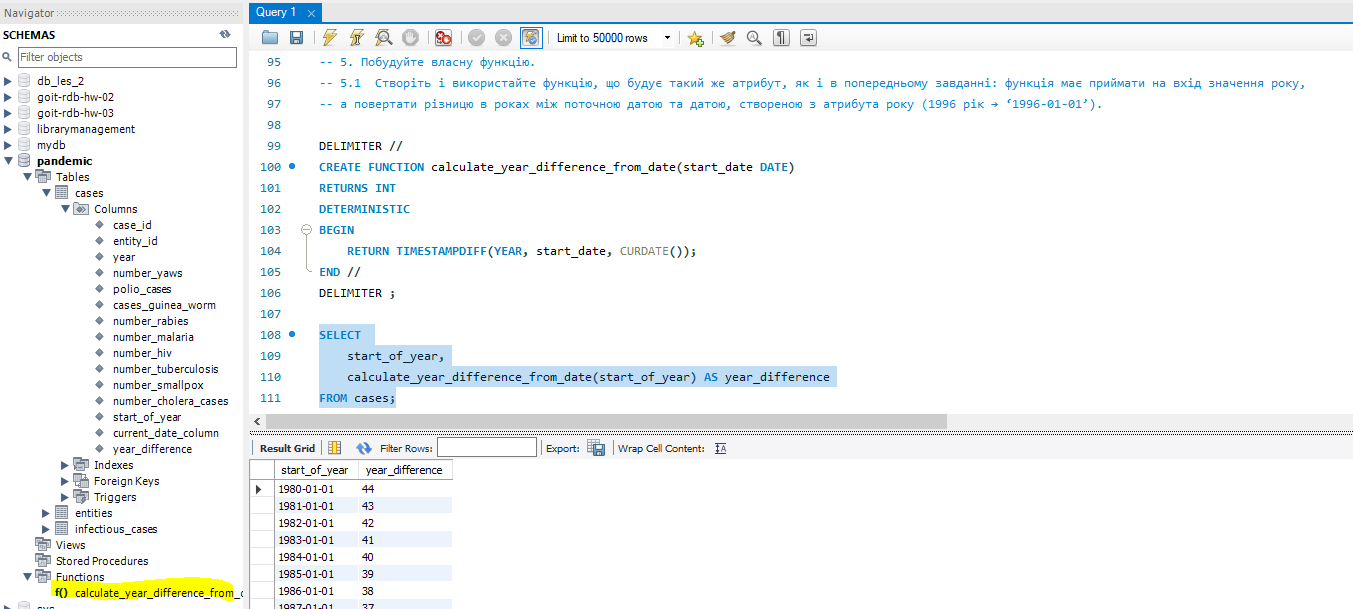 Navigator
SCHEMAS
Filter objects
db_les_2
goit-rdb-hw-02
goit-rdb-hw-03
librarymanagement
mydb
pandemic
Tables
cases
Columns
case_id
entity_id
year
number_yaws
polio_cases
cases_guinea_worm
number_rabies
number_malaria
number_hiv
number_tuberculosis
number_smallpox
number_cholera_cases
start_of_year
current_date_column
year_difference
Indexes
Foreign Keys
Triggers
entities
infectious_cases
Views
Stored Procedures
Functions
f() calculate_year_difference_from_
sys
Query 1
Limit to 50000 rows
95 -- 5. Побудуйте власну функцію.
96 -- 5.1  Створіть і використайте функцію, що будує такий же атрибут, як і в попередньому завданні: функція має приймати на вхід значення року,
97 -- а повертати різницю в роках між поточною датою та датою, створеною з атрибута року (1996 рік → ‘1996-01-01’).
98
99 DELIMITER //
100 CREATE FUNCTION calculate_year_difference_from_date(start_date DATE)
101 RETURNS INT
102 DETERMINISTIC
103 BEGIN
104 RETURN TIMESTAMPDIFF(YEAR, start_date, CURDATE());
105 END //
106 DELIMITER ;
107
108 SELECT
109 start_of_year,
110 calculate_year_difference_from_date(start_of_year) AS year_difference
111 FROM cases;
Result Grid Filter Rows: Export: Wrap Cell Content:
start_of_year year_difference
1980-01-01 44
1981-01-01 43
1982-01-01 42
1983-01-01 41
1984-01-01 40
1985-01-01 39
1986-01-01 38
1987-01-01 37